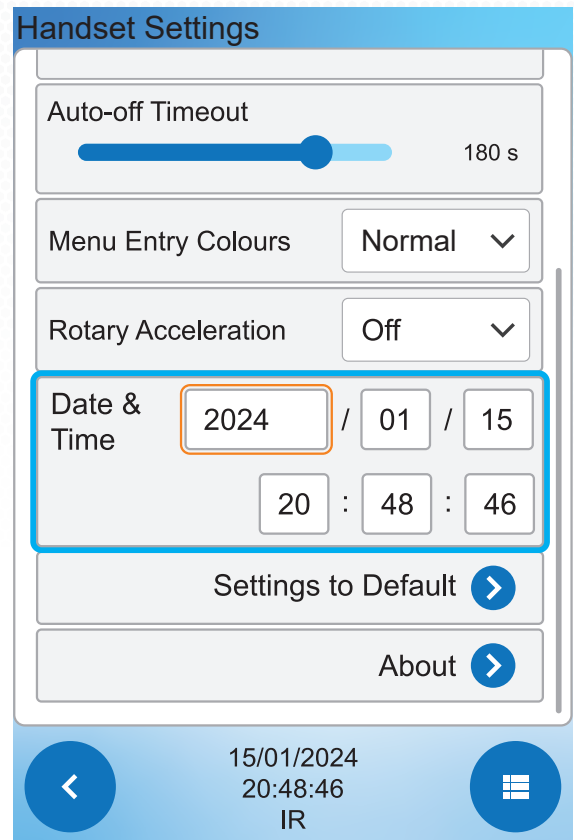 Handset Settings
Auto-off Timeout
180 s
Menu Entry Colours Normal
Rotary Acceleration Off
Date &
Time
2024 / 01 / 15
20 : 48 : 46
Settings to Default
About
15/01/2024
20:48:46
IR